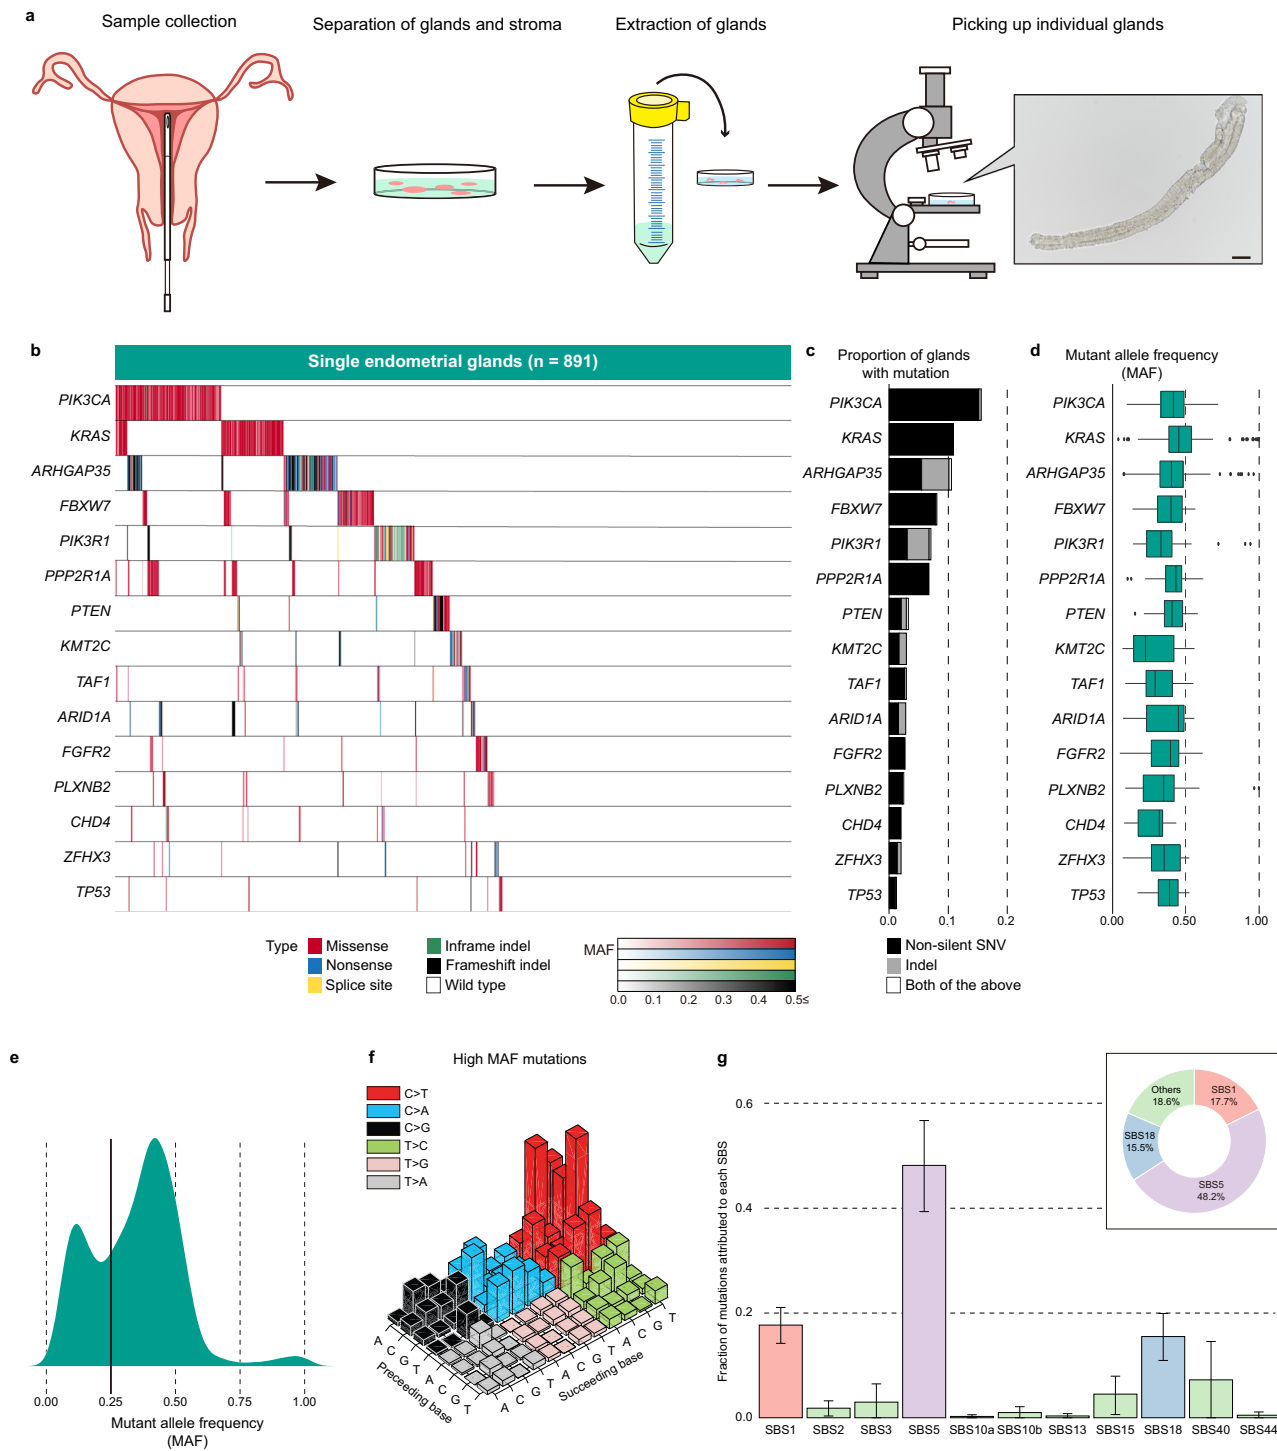 a
Sample collection
Separation of glands and stroma
Extraction of glands
Picking up individual glands
b
Single endometrial glands (n = 891)
PIK3CA
KRAS
ARHGAP35
FBXW7
PIK3R1
PPP2R1A
PTEN
KMT2C
TAF1
ARID1A
FGFR2
PLXNB2
CHD4
ZFHX3
TP53
Type
Missense
Nonsense
Splice site
Inframe indel
Frameshift indel
Wild type
MAF
0.0 0.1 0.2 0.3 0.4 0.5≤
c
Proportion of glands
with mutation
PIK3CA
KRAS
ARHGAP35
FBXW7
PIK3R1
PPP2R1A
PTEN
KMT2C
TAF1
ARID1A
FGFR2
PLXNB2
CHD4
ZFHX3
TP53
0.0 0.1 0.2
Non-silent SNV
Indel
Both of the above
d
Mutant allele frequency
(MAF)
PIK3CA
KRAS
ARHGAP35
FBXW7
PIK3R1
PPP2R1A
PTEN
KMT2C
TAF1
ARID1A
FGFR2
PLXNB2
CHD4
ZFHX3
TP53
0.00 0.50 1.00
e
0.00 0.25 0.50 0.75 1.00
Mutant allele frequency
(MAF)
f
High MAF mutations
C>T
C>A
C>G
T>C
T>G
T>A
A C G T A C G T
Preceeding base
A C G T A C G T A C G T
Succeeding base
g
Fraction of mutations attributed to each SBS
0.6
0.4
0.2
0.0
SBS1 SBS2 SBS3 SBS5 SBS10a SBS10b SBS13 SBS15 SBS18 SBS40 SBS44
Others
18.6%
SBS1
17.7%
SBS18
15.5%
SBS5
48.2%